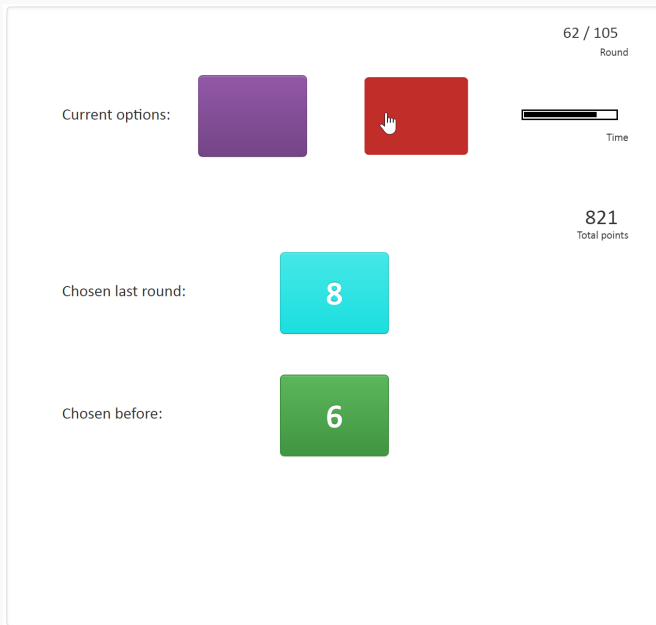 62 / 105
Round
Current options:
Time
821
Total points
Chosen last round:
8
Chosen before:
6